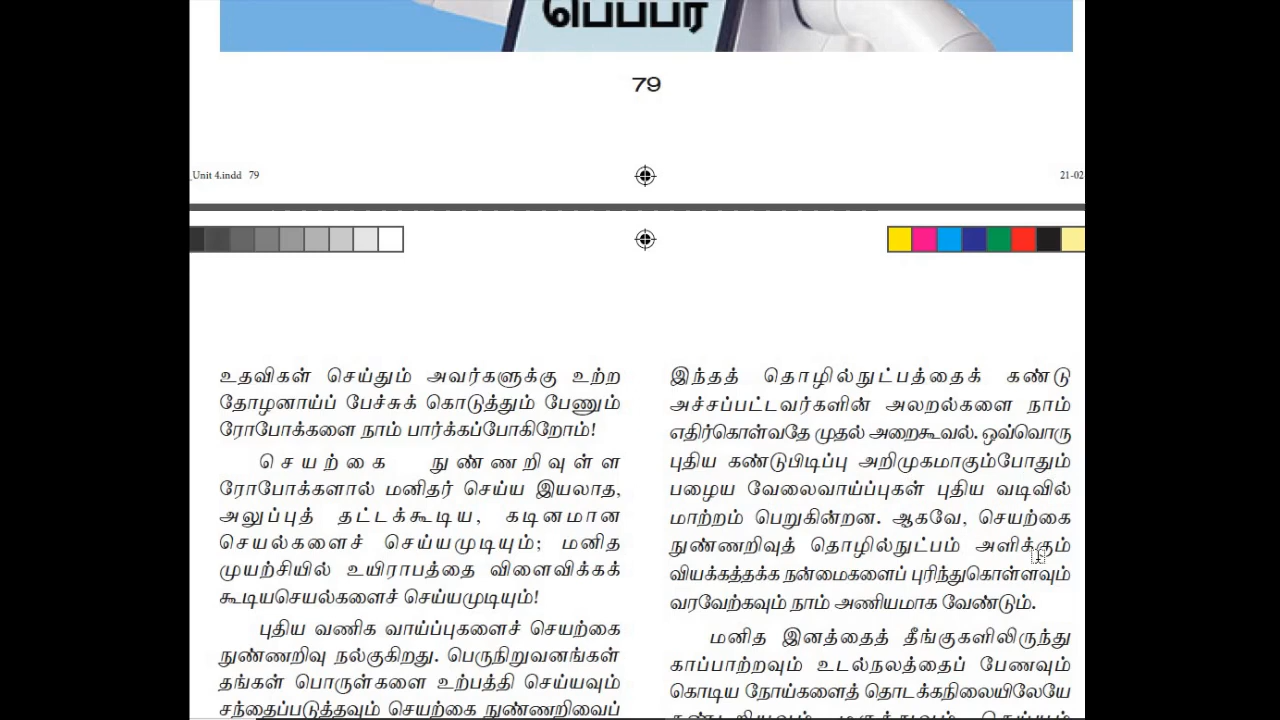 பெப்பர்
79
_Unit 4.indd 79
21-02
உதவிகள் செய்தும் அவர்களுக்கு உற்ற
தோழனாய்ப் பேச்சுக் கொடுத்தும் பேணும்
ரோபோக்களை நாம் பார்க்கப்போகிறோம்!
செயற்கை நுண்ணறிவுள்ள
ரோபோக்களால் மனிதர் செய்ய இயலாத,
அலுப்புத் தட்டக்கூடிய, கடினமான
செயல்களைச் செய்யமுடியும்; மனித
முயற்சியில் உயிராபத்தை விளைவிக்கக்
கூடியசெயல்களைச் செய்யமுடியும்!
புதிய வணிக வாய்ப்புகளைச் செயற்கை
நுண்ணறிவு நல்குகிறது. பெருநிறுவனங்கள்
தங்கள் பொருள்களை உற்பத்தி செய்யவும்
சந்தைப்படுத்தவும் செயற்கை நுண்ணறிவைப்
இந்தத் தொழில்நுட்பத்தைக் கண்டு
அச்சப்பட்டவர்களின் அலறல்களை நாம்
எதிர்கொள்வதே முதல் அறைகூவல். ஒவ்வொரு
புதிய கண்டுபிடிப்பு அறிமுகமாகும்போதும்
பழைய வேலைவாய்ப்புகள் புதிய வடிவில்
மாற்றம் பெறுகின்றன. ஆகவே, செயற்கை
நுண்ணறிவுத் தொழில்நுட்பம் அளிக்கும்
வியக்கத்தக்க நன்மைகளைப் புரிந்துகொள்ளவும்
வரவேற்கவும் நாம் அணியமாக வேண்டும்.
மனித இனத்தைத் தீங்குகளிலிருந்து
காப்பாற்றவும் உடல்நலத்தைப் பேணவும்
கொடிய நோய்களைத் தொடக்கநிலையிலேயே